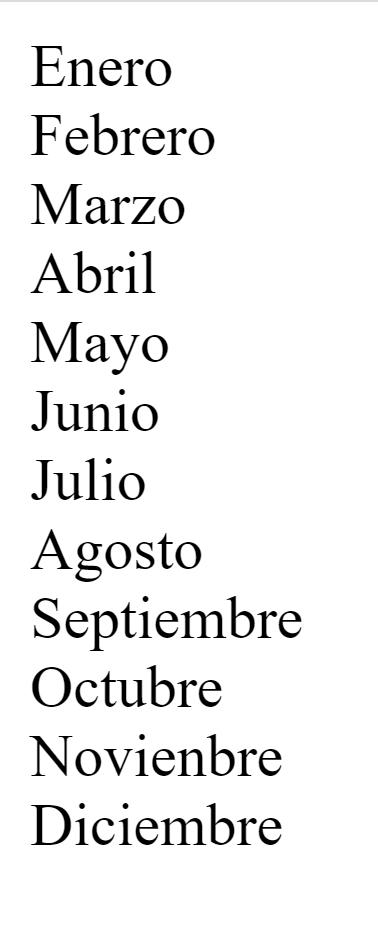 Enero
Febrero
Marzo
Abril
Mayo
Junio
Julio
Agosto
Septiembre
Octubre
Novienbre
Diciembre